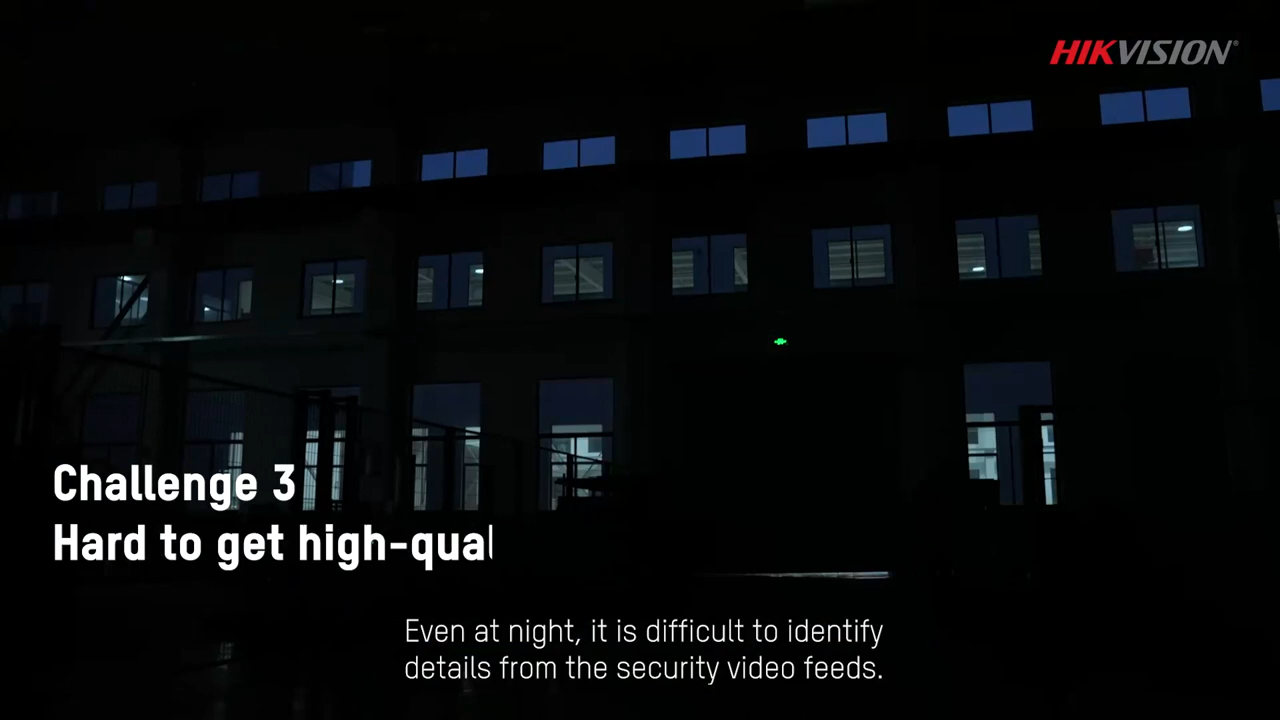 HIKVISION®
Challenge 3
Hard to get high-qual
Even at night, it is difficult to identify
details from the security video feeds.